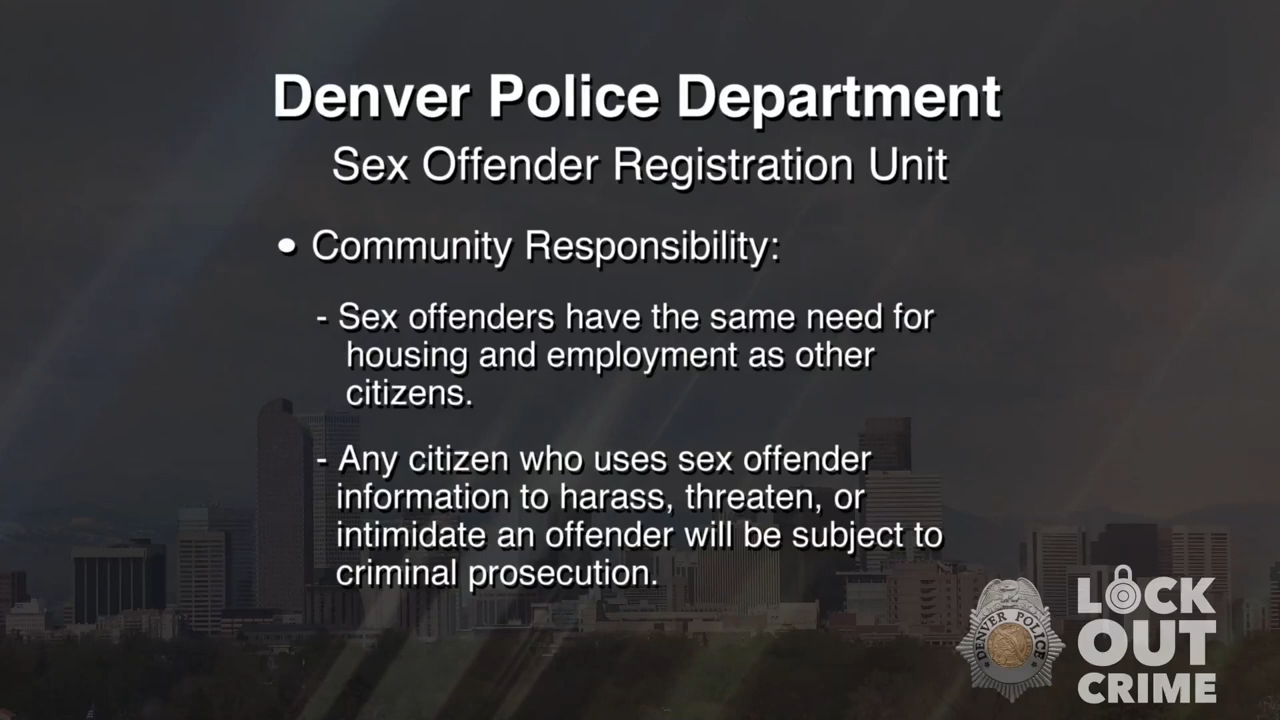 Denver Police Department
Sex Offender Registration Unit
• Community Responsibility:
- Sex offenders have the same need for
housing and employment as other
citizens.
- Any citizen who uses sex offender
information to harass, threaten, or
intimidate an offender will be subject to
criminal prosecution.
DENVER POLICE
LOCK
OUT
CRIME